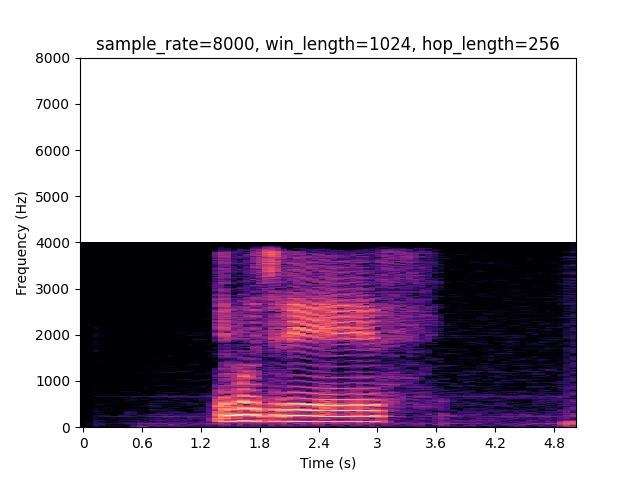 sample_rate=8000, win_length=1024, hop_length=256
8000
7000
6000
5000
4000
3000
2000
1000
0
Frequency (Hz)
0 0.6 1.2 1.8 2.4 3 3.6 4.2 4.8
Time (s)